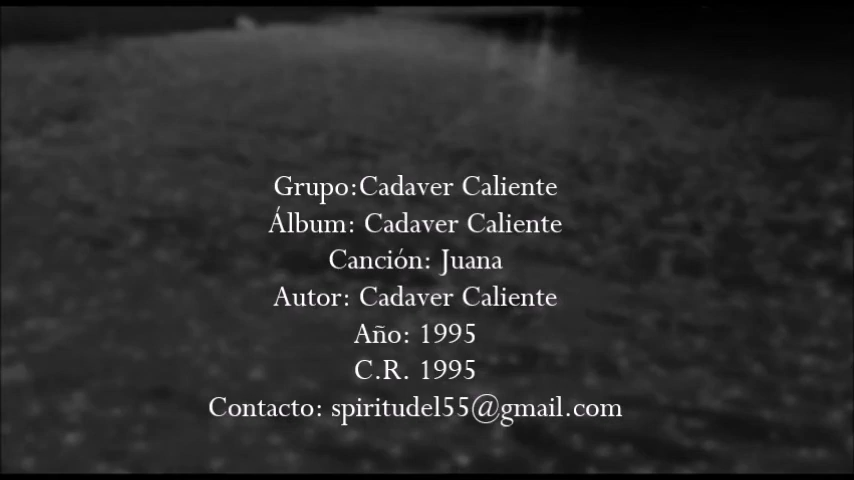 Grupo:Cadaver Caliente
Álbum: Cadaver Caliente
Canción: Juana
Autor: Cadaver Caliente
Año: 1995
C.R. 1995
Contacto: spiritudel55@gmail.com